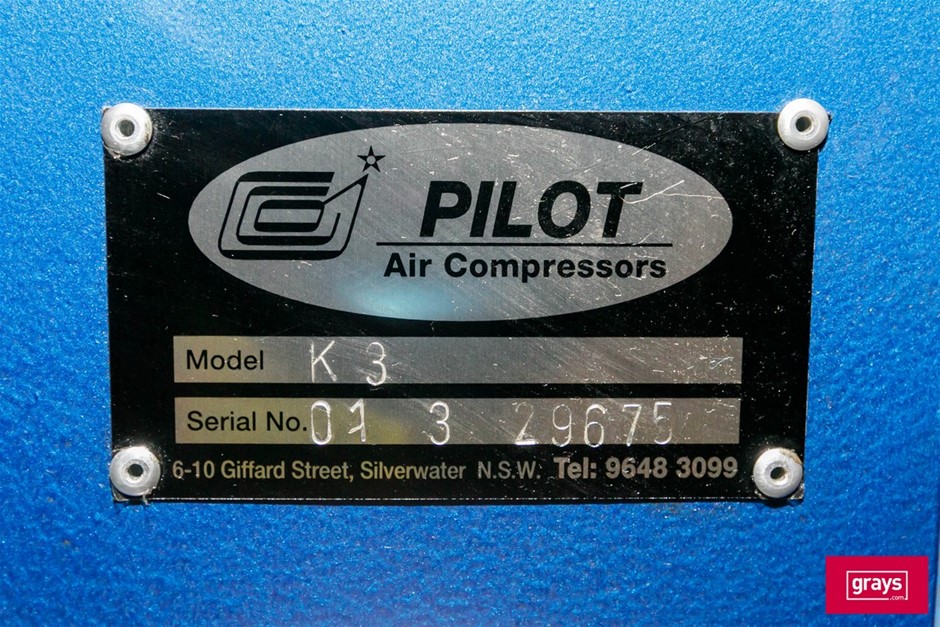 PILOT
Air Compressors
Model K 3
Serial No. 01 3 29675
6-10 Giffard Street, Silverwater N.S.W. Tel: 9648 3099
grays
.com